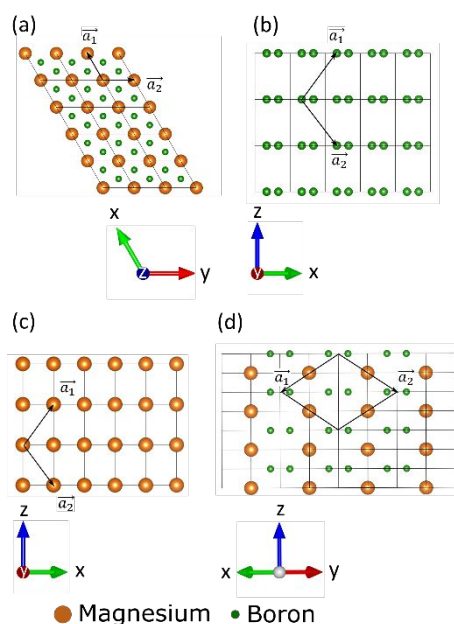 (a)
a₁
a₂
x
z
y
(b)
a₁
a₂
z
y
x
(c)
a₁
a₂
z
y
x
(d)
a₁
a₂
z
x
y
Magnesium
Boron